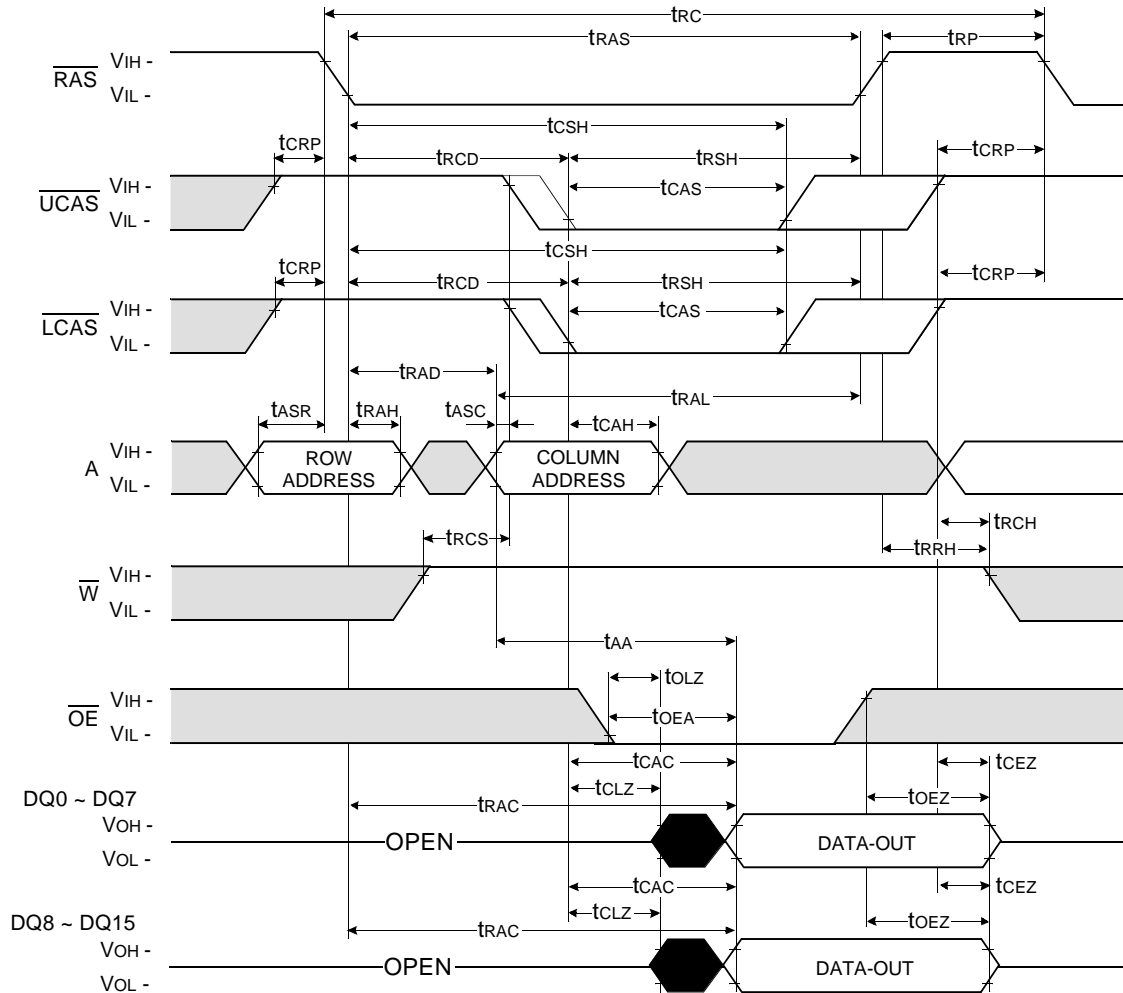 tRC
tRAS
tRP
RAS
VIH -
VIL -
tCSH
tCRP
tRCD
tRSH
tCRP
tCAS
UCAS
VIH -
VIL -
tCSH
tCRP
tRCD
tRSH
tCRP
tCAS
LCAS
VIH -
VIL -
tRAD
tRAL
tASR
tRAH
tASC
tCAH
A
VIH -
VIL -
ROW
ADDRESS
COLUMN
ADDRESS
tRCH
tRCS
tRRH
W
VIH -
VIL -
tAA
tOLZ
tOEA
OE
VIH -
VIL -
tCAC
tCEZ
tCLZ
tOEZ
DQ0 ~ DQ7
tRAC
VOH -
VOL -
OPEN
DATA-OUT
tCAC
tCEZ
tCLZ
tOEZ
DQ8 ~ DQ15
tRAC
VOH -
VOL -
OPEN
DATA-OUT